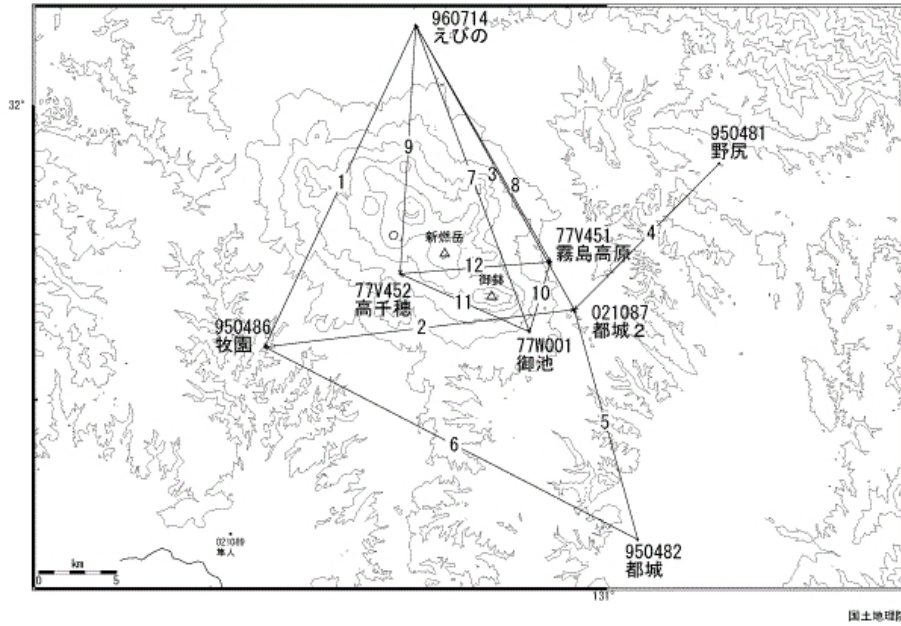 960714
えびの
32°
950481
野尻
9
1
7
3
8
4
77V451
霧島高原
新燃岳
12
御鉢
77V452
高千穂
11
10
021087
都城２
950486
牧園
2
77W001
御池
5
6
021089
隼人
950482
都城
km
0 5
131°
国土地理院